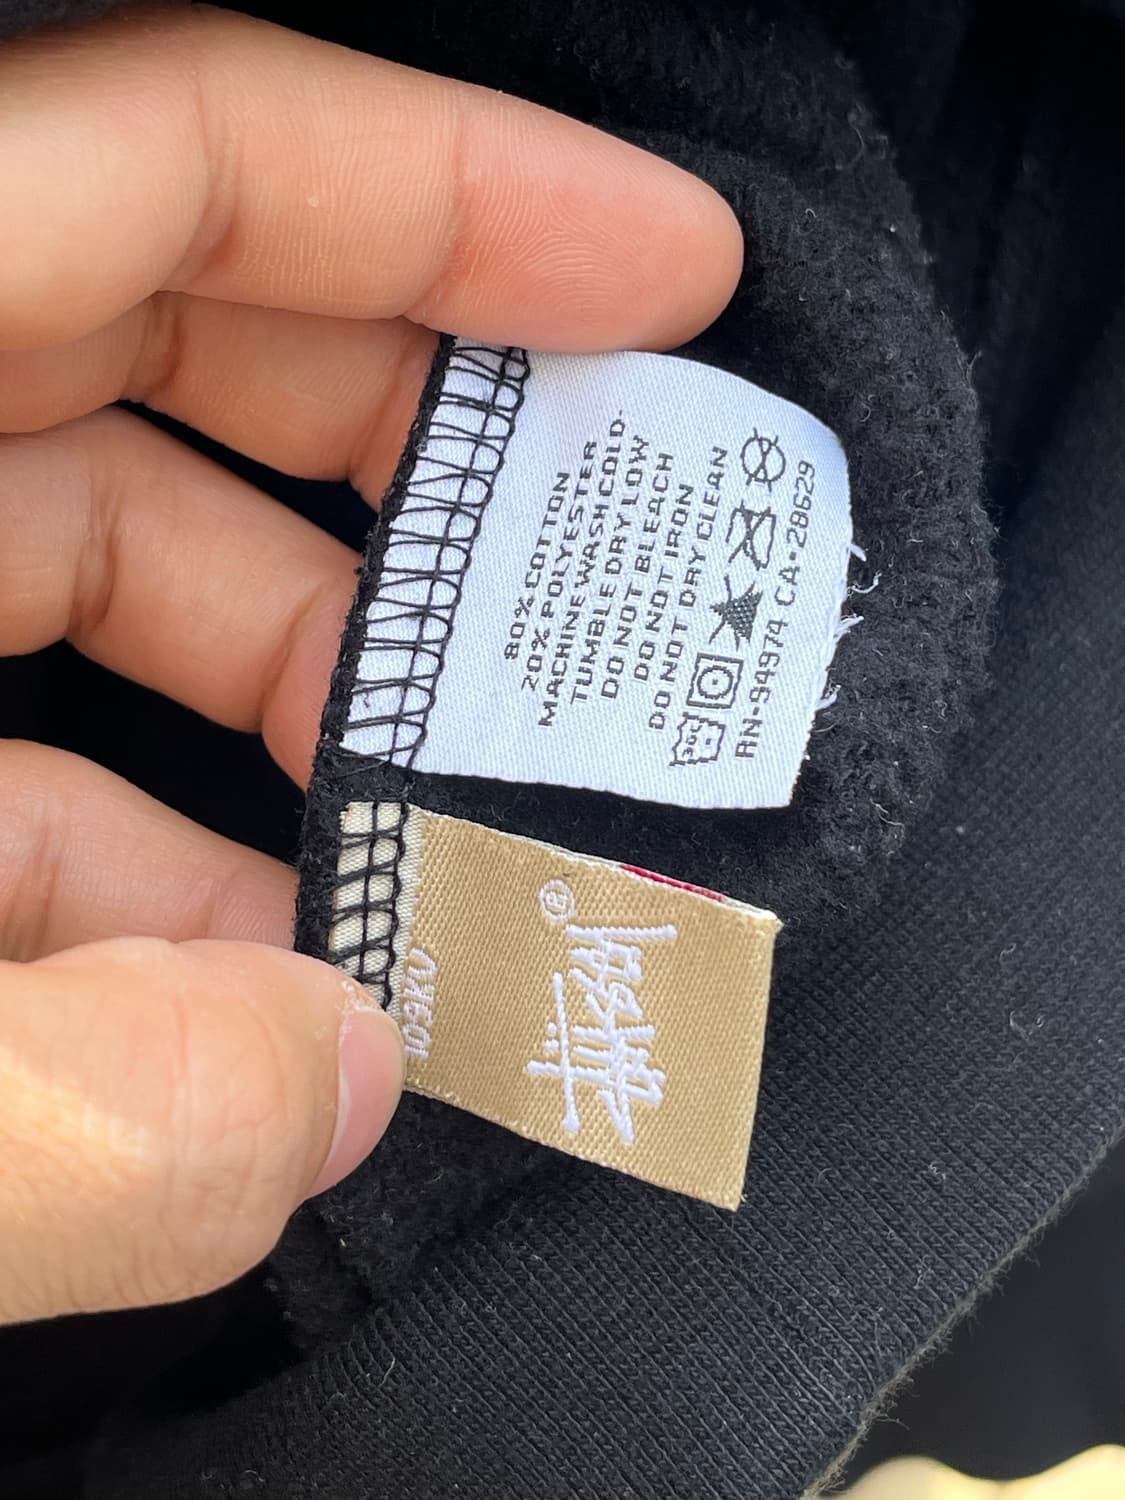 80% COTTON
20% POLYESTER
MACHINE WASH COLD-
TUMBLE DRY LOW
DO NOT BLEACH
DO NOT IRON
DO NOT DRY CLEAN
30C
RN-94974 CA-28629
Stüssy ®